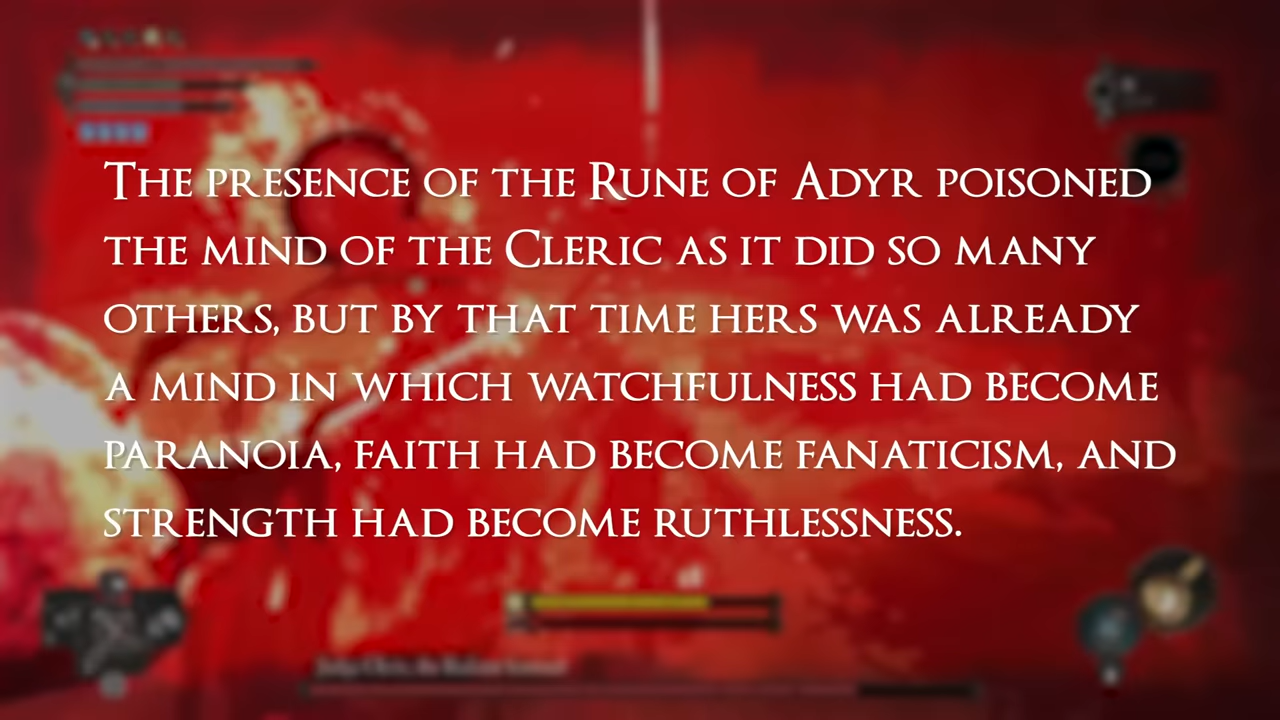 The presence of the Rune of Adyr poisoned
the mind of the Cleric as it did so many
others, but by that time hers was already
a mind in which watchfulness had become
paranoia, faith had become fanaticism, and
strength had become ruthlessness.